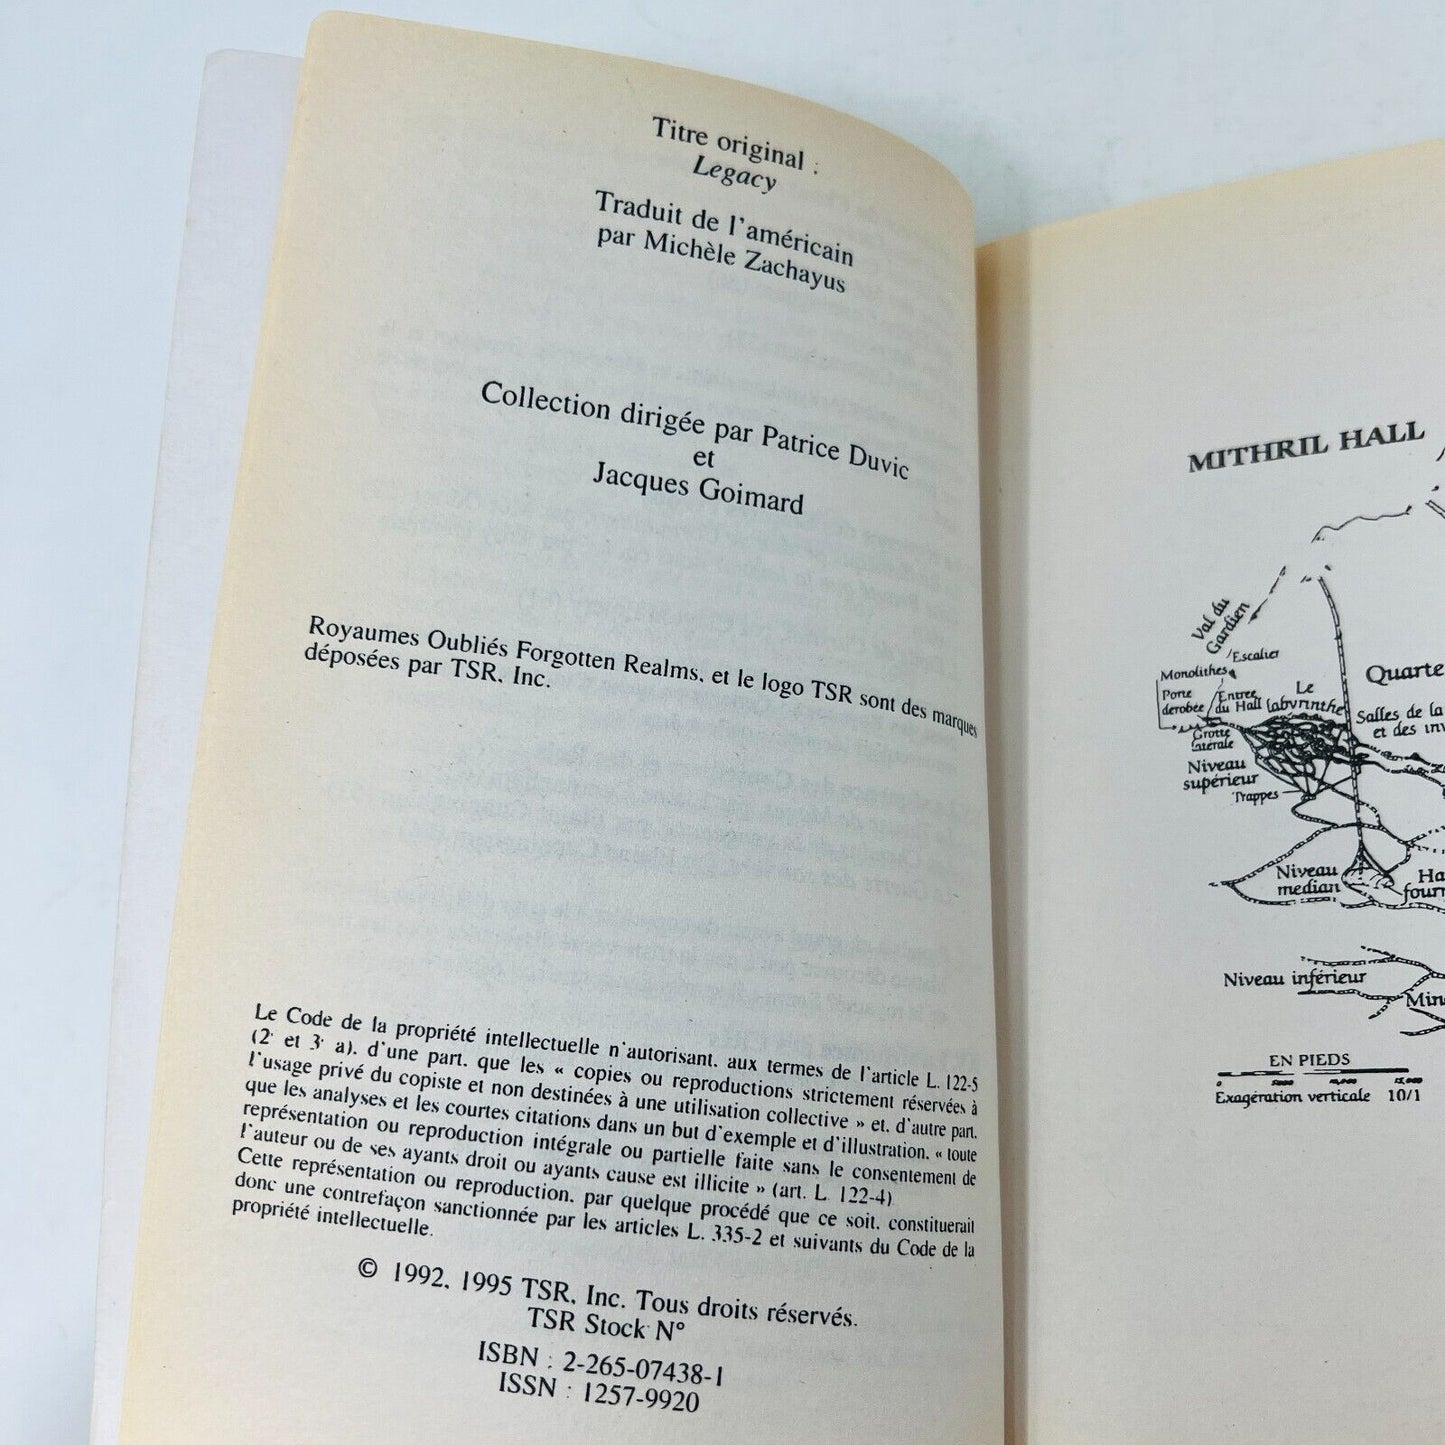 Titre original :
Legacy
Traduit de l'américain
par Michèle Zachayus
Collection dirigée par Patrice Duvic
et
Jacques Goimard
Royaumes Oubliés Forgotten Realms, et le logo TSR sont des marques
déposées par TSR, Inc.
Le Code de la propriété intellectuelle n'autorisant, aux termes de l'article L. 122-5
(2° et 3° a), d'une part, que les « copies ou reproductions strictement réservées à
l'usage privé du copiste et non destinées à une utilisation collective » et, d'autre part,
que les analyses et les courtes citations dans un but d'exemple et d'illustration, « toute
représentation ou reproduction intégrale ou partielle faite sans le consentement de
l'auteur ou de ses ayants droit ou ayants cause est illicite » (art. L. 122-4).
Cette représentation ou reproduction, par quelque procédé que ce soit, constituerait
donc une contrefaçon sanctionnée par les articles L. 335-2 et suivants du Code de la
propriété intellectuelle.
© 1992, 1995 TSR, Inc. Tous droits réservés.
TSR Stock N°
ISBN : 2-265-07438-1
ISSN : 1257-9920
MITHRIL HALL
Val du
Gardien
Escalier
Monolithes
Porte
derobée
Entrée
du Hall
Le
labyrinthe
Grotte
latérale
Niveau
supérieur
Trappes
Quarte
Salles de la
et des inv
Niveau
median
Ha
fourn
Niveau inférieur
Min
EN PIEDS
0 5000 10,000 15,000
Exagération verticale 10/1